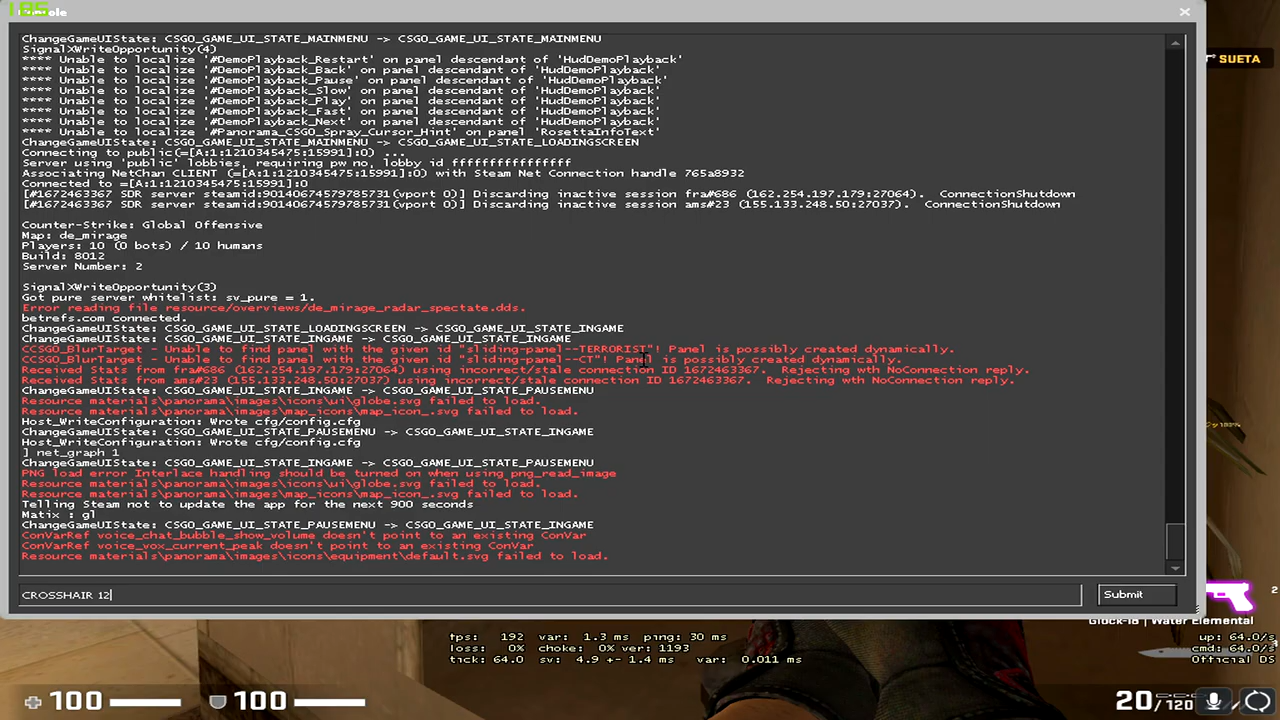 ChangeGameUIState: CSGO_GAME_UI_STATE_MAINMENU -> CSGO_GAME_UI_STATE_MAINMENU
SignalXWriteOpportunity(4)
**** Unable to localize '#DemoPlayback_Restart' on panel descendant of 'HudDemoPlayback'
**** Unable to localize '#DemoPlayback_Back' on panel descendant of 'HudDemoPlayback'
**** Unable to localize '#DemoPlayback_Pause' on panel descendant of 'HudDemoPlayback'
**** Unable to localize '#DemoPlayback_Slow' on panel descendant of 'HudDemoPlayback'
**** Unable to localize '#DemoPlayback_Play' on panel descendant of 'HudDemoPlayback'
**** Unable to localize '#DemoPlayback_Fast' on panel descendant of 'HudDemoPlayback'
**** Unable to localize '#DemoPlayback_Next' on panel descendant of 'HudDemoPlayback'
**** Unable to localize '#Panorama_CSGO_Spray_Cursor_Hint' on panel 'RosettaInfoText'
ChangeGameUIState: CSGO_GAME_UI_STATE_MAINMENU -> CSGO_GAME_UI_STATE_LOADINGSCREEN
Connecting to public(=[A:1:1210345475:15991]:0) ...
Server using 'public' lobbies, requiring pw no, lobby id ffffffffffffffff
Associating NetChan CLIENT (=[A:1:1210345475:15991]:0) with Steam Net Connection handle 765a8932
Connected to =[A:1:1210345475:15991]:0
[#1672463367 SDR server steamid:90140674579785731(vport 0)] Discarding inactive session fra#686 (162.254.197.179:27064). ConnectionShutdown
[#1672463367 SDR server steamid:90140674579785731(vport 0)] Discarding inactive session ams#23 (155.133.248.50:27037). ConnectionShutdown
Counter-Strike: Global Offensive
Map: de_mirage
Players: 10 (0 bots) / 10 humans
Build: 8012
Server Number: 2
SignalXWriteOpportunity(3)
Got pure server whitelist: sv_pure = 1.
Error reading file resource/overviews/de_mirage_radar_spectate.dds.
betrefs.com connected.
ChangeGameUIState: CSGO_GAME_UI_STATE_LOADINGSCREEN -> CSGO_GAME_UI_STATE_INGAME
ChangeGameUIState: CSGO_GAME_UI_STATE_INGAME -> CSGO_GAME_UI_STATE_INGAME
CCSGO_BlurTarget - Unable to find panel with the given id "sliding-panel--TERRORIST"! Panel is possibly created dynamically.
CCSGO_BlurTarget - Unable to find panel with the given id "sliding-panel--CT"! Panel is possibly created dynamically.
Received Stats from fra#686 (162.254.197.179:27064) using incorrect/stale connection ID 1672463367. Rejecting wth NoConnection reply.
Received Stats from ams#23 (155.133.248.50:27037) using incorrect/stale connection ID 1672463367. Rejecting wth NoConnection reply.
ChangeGameUIState: CSGO_GAME_UI_STATE_INGAME -> CSGO_GAME_UI_STATE_PAUSEMENU
Resource materials\panorama\images\icons\ui\globe.svg failed to load.
Resource materials\panorama\images\map_icons\map_icon_.svg failed to load.
Host_WriteConfiguration: Wrote cfg/config.cfg
ChangeGameUIState: CSGO_GAME_UI_STATE_PAUSEMENU -> CSGO_GAME_UI_STATE_INGAME
Host_WriteConfiguration: Wrote cfg/config.cfg
] net_graph 1
ChangeGameUIState: CSGO_GAME_UI_STATE_INGAME -> CSGO_GAME_UI_STATE_PAUSEMENU
PNG load error Interlace handling should be turned on when using png_read_image
Resource materials\panorama\images\icons\ui\globe.svg failed to load.
Resource materials\panorama\images\map_icons\map_icon_.svg failed to load.
Telling Steam not to update the app for the next 900 seconds
Matix : gl
ChangeGameUIState: CSGO_GAME_UI_STATE_PAUSEMENU -> CSGO_GAME_UI_STATE_INGAME
ConVarRef voice_chat_bubble_show_volume doesn't point to an existing ConVar
ConVarRef voice_vox_current_peak doesn't point to an existing ConVar
Resource materials\panorama\images\icons\equipment\default.svg failed to load.
CROSSHAIR 12
Submit
SUETA
100%
2
Glock-18 | Water Elemental
fps: 192 var: 1.3 ms ping: 30 ms
loss: 0% choke: 0% ver: 1193
tick: 64.0 sv: 4.9 +- 1.4 ms var: 0.011 ms
up: 64.0/s
cmd: 64.0/s
Official DS
100
100
20/120